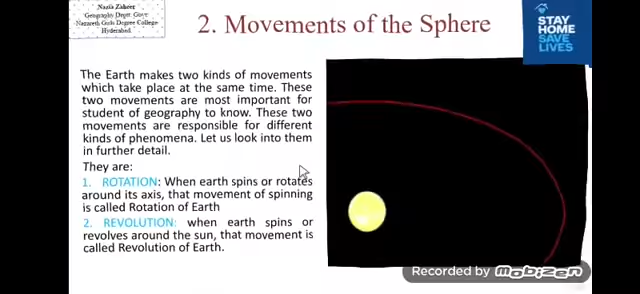 Nazia Zaheer
Geography Deptt. Govt
Nazareth Girls Degree College
Hyderabad
2. Movements of the Sphere
STAY
HOME
SAVE
LIVES
The Earth makes two kinds of movements
which take place at the same time. These
two movements are most important for
student of geography to know. These two
movements are responsible for different
kinds of phenomena. Let us look into them
in further detail.
They are:
1. ROTATION: When earth spins or rotates
around its axis, that movement of spinning
is called Rotation of Earth
2. REVOLUTION: when earth spins or
revolves around the sun, that movement is
called Revolution of Earth.
Recorded by mobizen